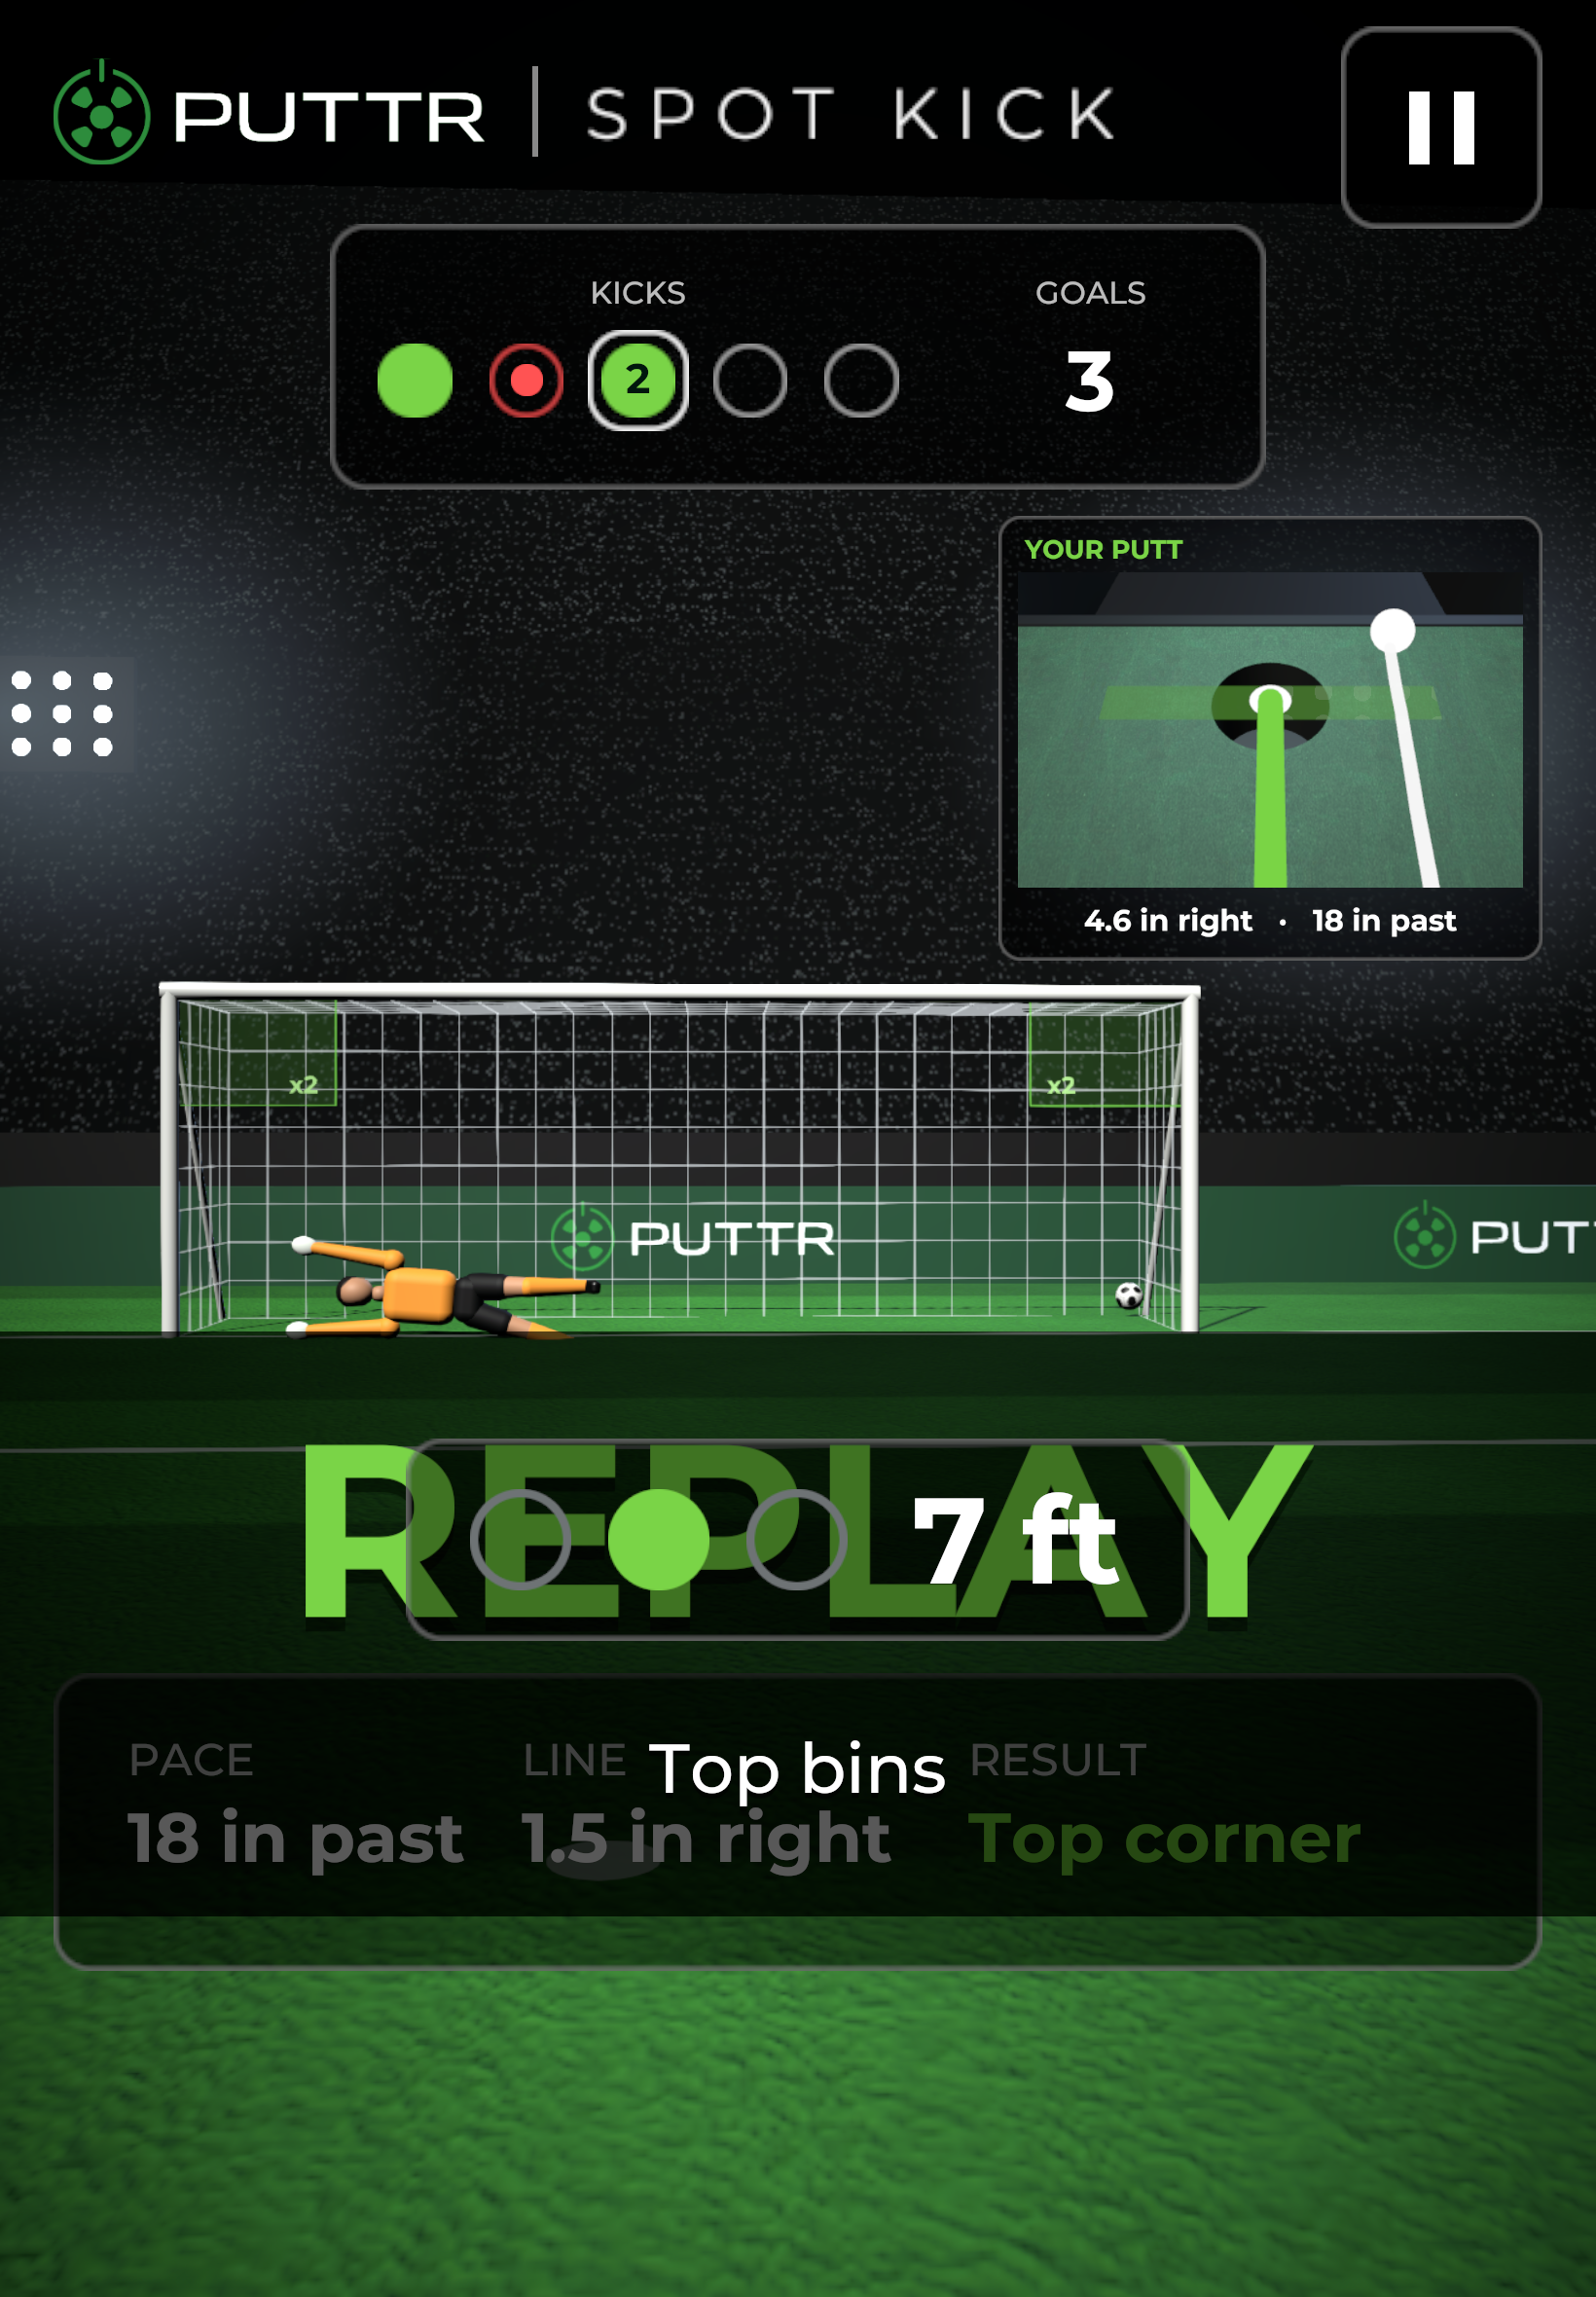 PUTTR | SPOT KICK
KICKS
GOALS
2
3
YOUR PUTT
4.6 in right · 18 in past
x2
x2
PUTTR
PUT
REPLAY
7 ft
PACE
LINE
Top bins
RESULT
18 in past
1.5 in right
Top corner